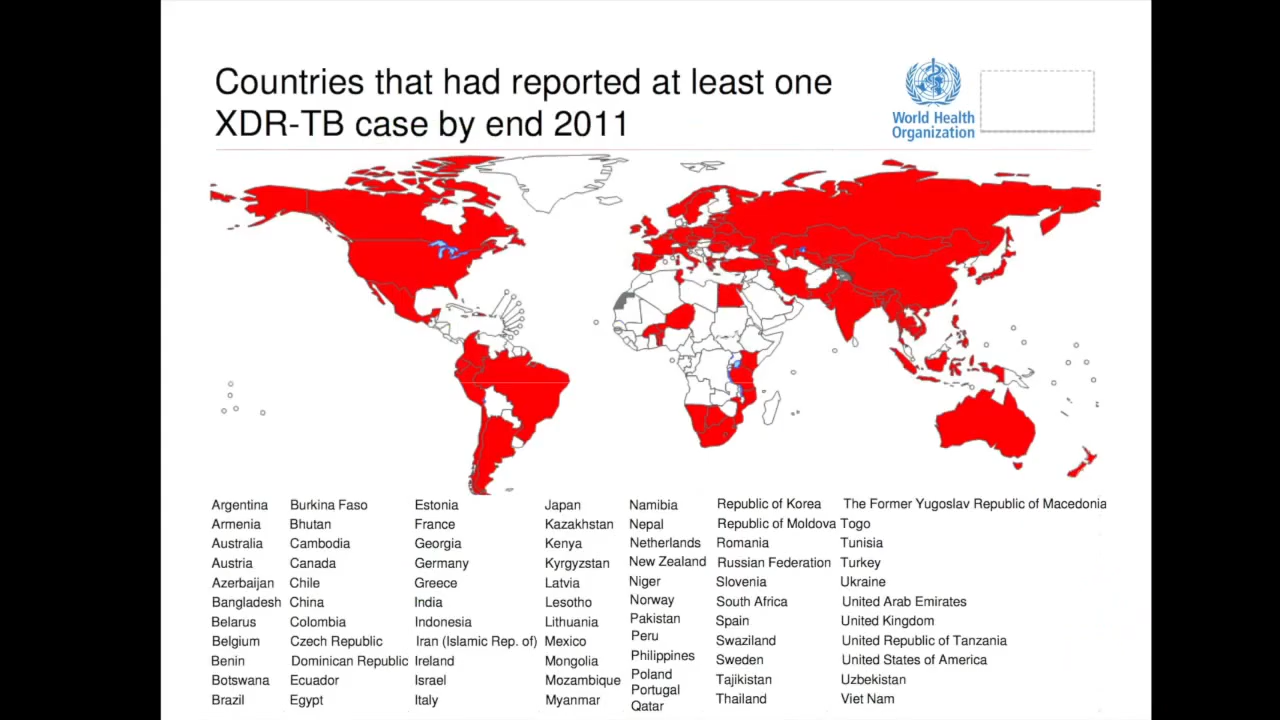 Countries that had reported at least one
XDR-TB case by end 2011
World Health
Organization
Argentina
Armenia
Australia
Austria
Azerbaijan
Bangladesh
Belarus
Belgium
Benin
Botswana
Brazil
Burkina Faso
Bhutan
Cambodia
Canada
Chile
China
Colombia
Czech Republic
Dominican Republic
Ecuador
Egypt
Estonia
France
Georgia
Germany
Greece
India
Indonesia
Iran (Islamic Rep. of)
Ireland
Israel
Italy
Japan
Kazakhstan
Kenya
Kyrgyzstan
Latvia
Lesotho
Lithuania
Mexico
Mongolia
Mozambique
Myanmar
Namibia
Nepal
Netherlands
New Zealand
Niger
Norway
Pakistan
Peru
Philippines
Poland
Portugal
Qatar
Republic of Korea
Republic of Moldova
Romania
Russian Federation
Slovenia
South Africa
Spain
Swaziland
Sweden
Tajikistan
Thailand
The Former Yugoslav Republic of Macedonia
Togo
Tunisia
Turkey
Ukraine
United Arab Emirates
United Kingdom
United Republic of Tanzania
United States of America
Uzbekistan
Viet Nam